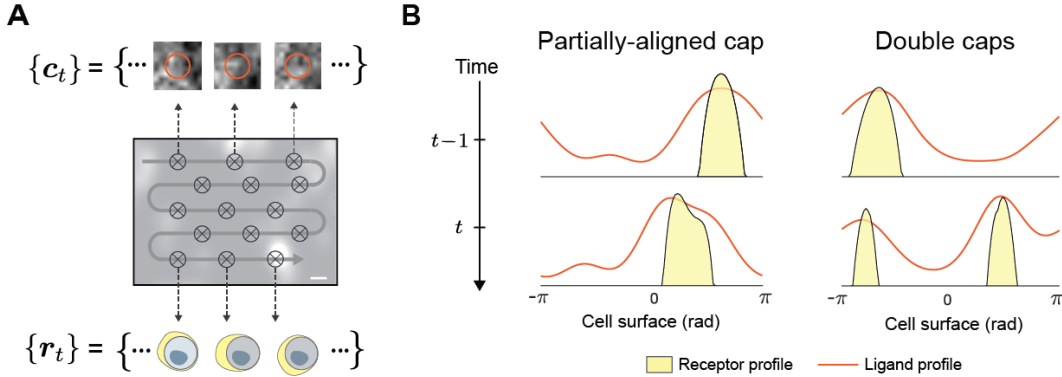 A
{c_t} = {··· ···}
{r_t} = {··· ···}
B
Partially-aligned cap
Double caps
Time
t−1
t
-π 0 π
-π 0 π
Cell surface (rad)
Cell surface (rad)
Receptor profile
Ligand profile